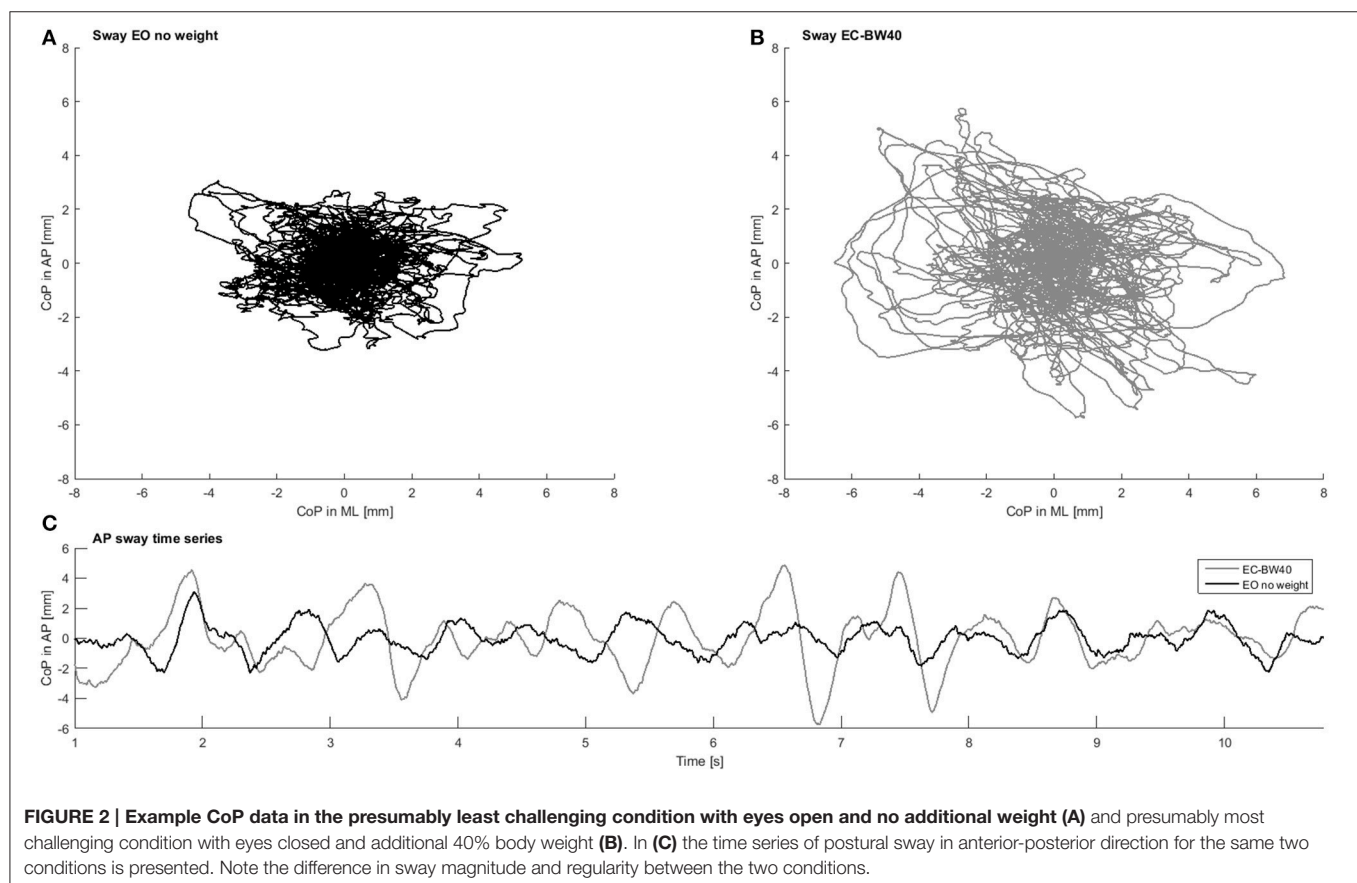 A
Sway EO no weight
8
6
4
2
0
-2
-4
-6
-8
CoP in AP [mm]
-8 -6 -4 -2 0 2 4 6 8
CoP in ML [mm]
B
Sway EC-BW40
8
6
4
2
0
-2
-4
-6
-8
CoP in AP [mm]
-8 -6 -4 -2 0 2 4 6 8
CoP in ML [mm]
C
AP sway time series
6
4
2
0
-2
-4
-6
CoP in AP [mm]
EC-BW40
EO no weight
1 2 3 4 5 6 7 8 9 10
Time [s]
FIGURE 2 | Example CoP data in the presumably least challenging condition with eyes open and no additional weight (A) and presumably most
challenging condition with eyes closed and additional 40% body weight (B). In (C) the time series of postural sway in anterior-posterior direction for the same two
conditions is presented. Note the difference in sway magnitude and regularity between the two conditions.